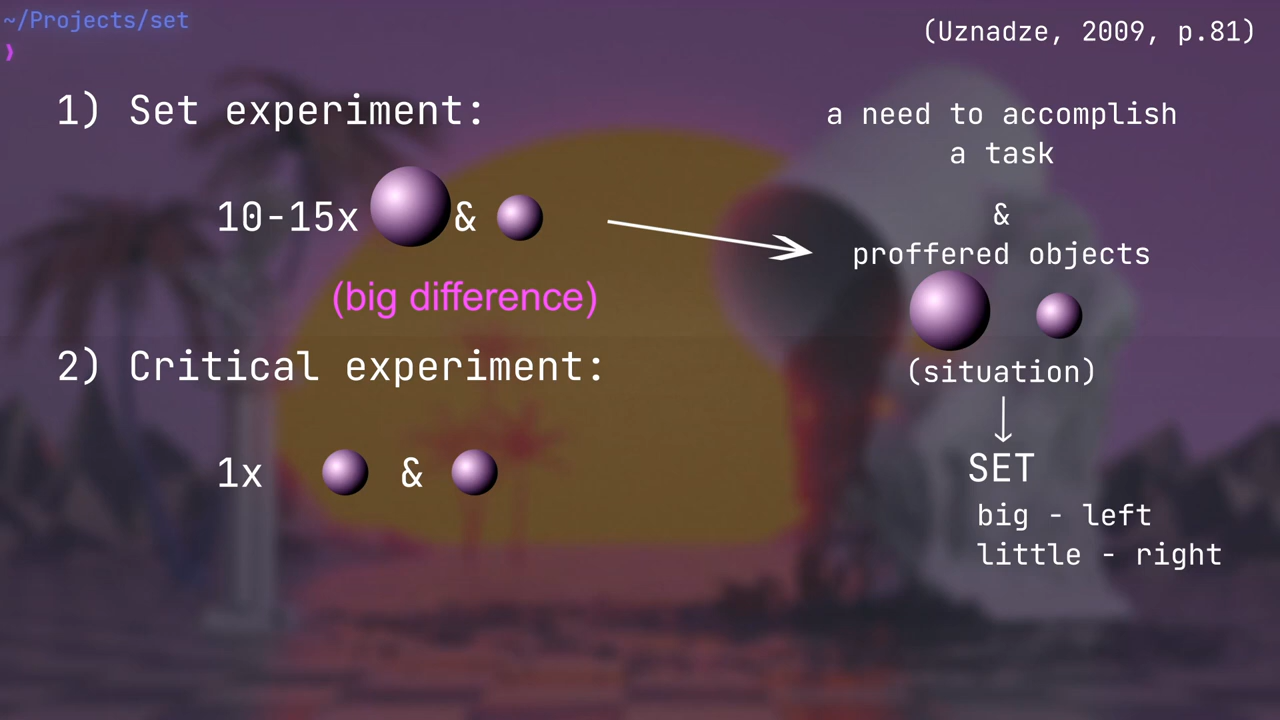 ~/Projects/set
❯
(Uznadze, 2009, p.81)
1) Set experiment:
10-15x & 
(big difference)
2) Critical experiment:
1x &
a need to accomplish
a task
&
proffered objects
(situation)
SET
big - left
little - right